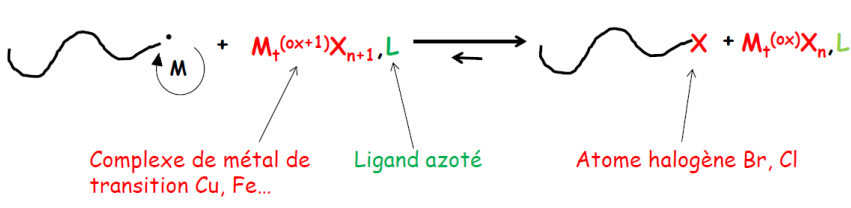 • + Mt(ox+1)Xn+1,L X + Mt(ox)Xn,L
M
Complexe de métal de
transition Cu, Fe...
Ligand azoté
Atome halogène Br, Cl